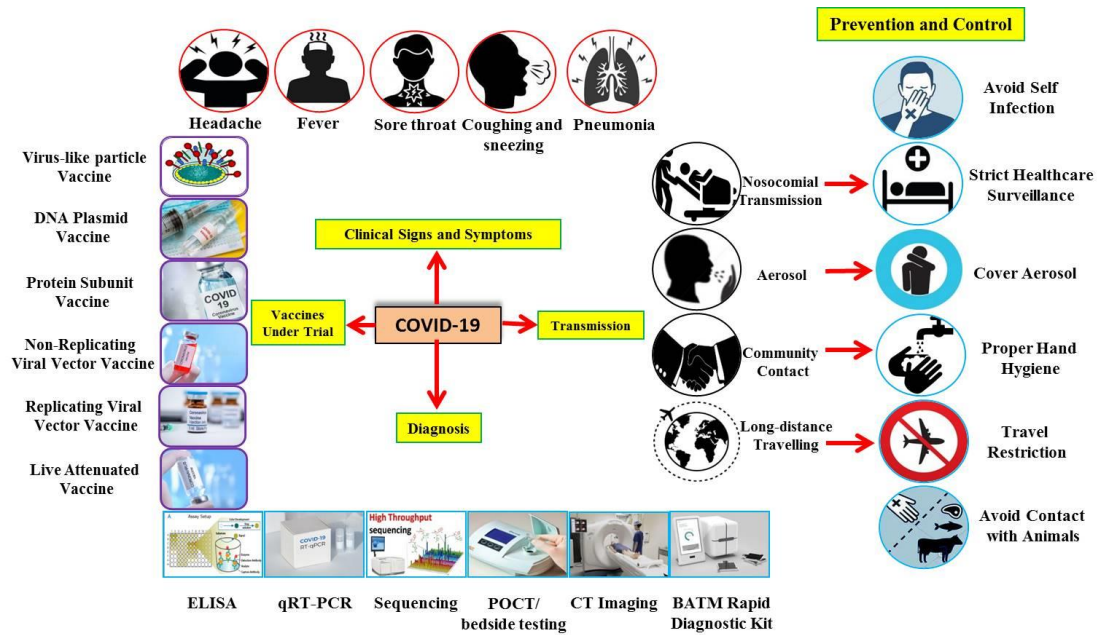 Prevention and Control
Headache
Fever
Sore throat
Coughing and
sneezing
Pneumonia
Avoid Self
Infection
Virus-like particle
Vaccine
DNA Plasmid
Vaccine
Protein Subunit
Vaccine
COVID
19
Coronavirus
Vaccine
Non-Replicating
Viral Vector Vaccine
Replicating Viral
Vector Vaccine
Live Attenuated
Vaccine
Clinical Signs and Symptoms
Vaccines
Under Trial
COVID-19
Transmission
Diagnosis
Nosocomial
Transmission
Strict Healthcare
Surveillance
Aerosol
Cover Aerosol
Community
Contact
Proper Hand
Hygiene
Long-distance
Travelling
Travel
Restriction
Avoid Contact
with Animals
A
Assay Setup
COVID-19
RT-qPCR
High Throughput
sequencing
ELISA
qRT-PCR
Sequencing
POCT/
bedside testing
CT Imaging
BATM Rapid
Diagnostic Kit